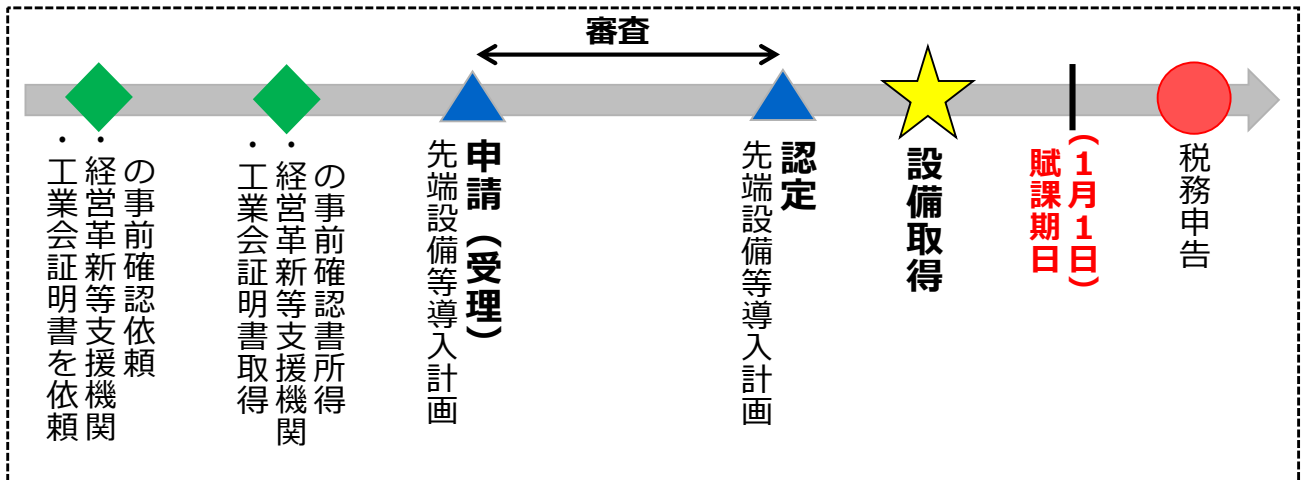 審査
・工業会証明書を依頼
・経営革新等支援機関
の事前確認依頼
・工業会証明書取得
・経営革新等支援機関
の事前確認書所得
先端設備等導入計画
申請（受理）
先端設備等導入計画
認定
設備取得
賦課期日
（1月1日）
税務申告